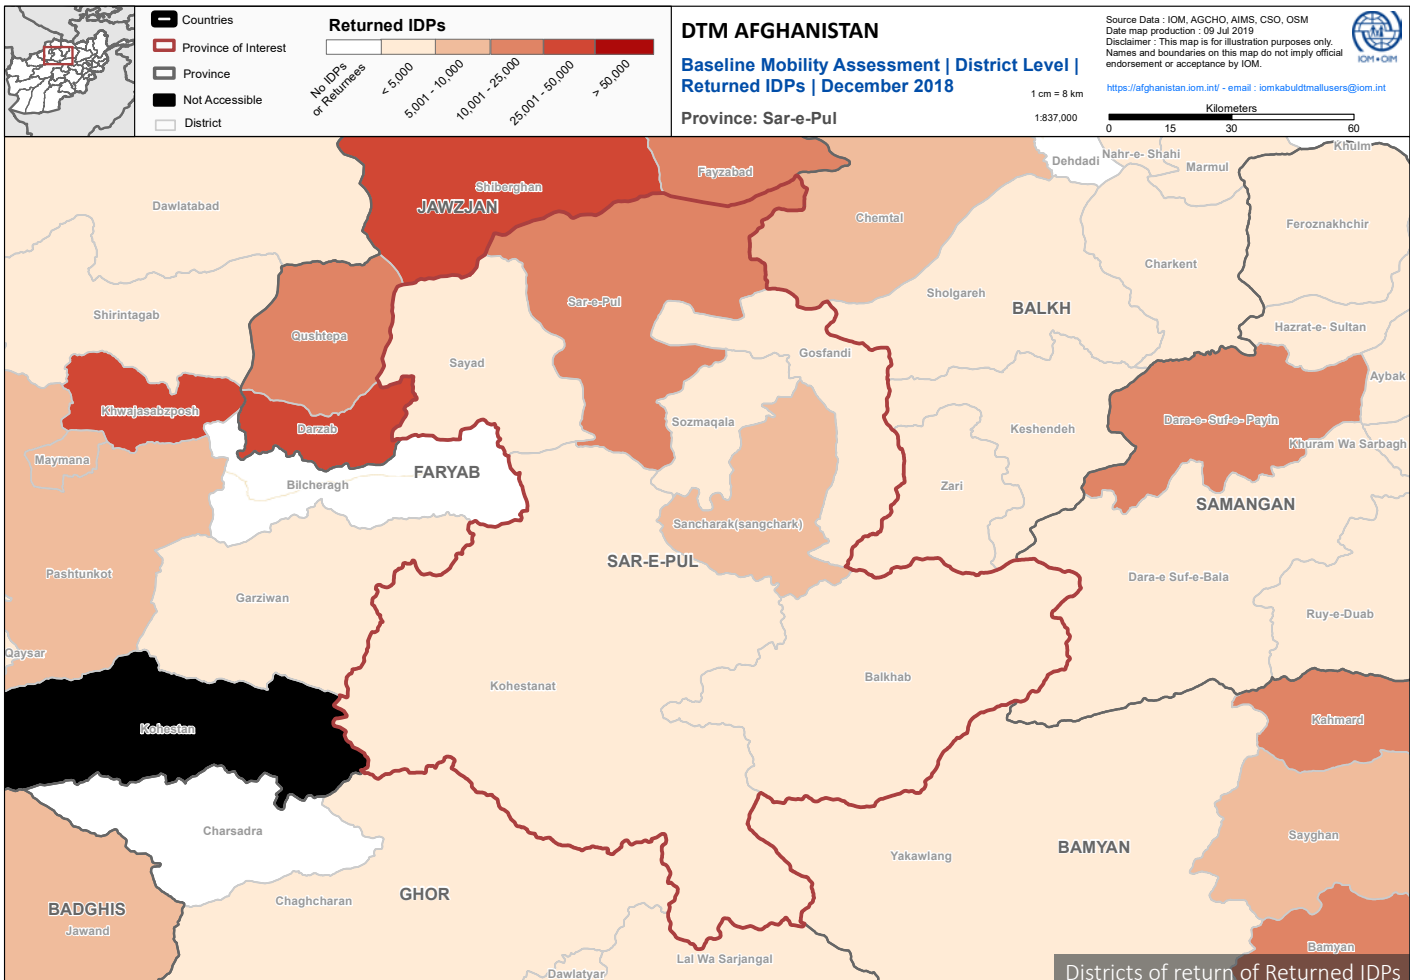 Countries
Province of Interest
Province
Not Accessible
District
Returned IDPs
No IDPs
or Returnees
< 5,000
5,001 - 10,000
10,001 - 25,000
25,001 - 50,000
> 50,000
DTM AFGHANISTAN
Baseline Mobility Assessment | District Level |
Returned IDPs | December 2018
Province: Sar-e-Pul
1 cm = 8 km
1:837,000
Source Data : IOM, AGCHO, AIMS, CSO, OSM
Date map production : 09 Jul 2019
Disclaimer : This map is for illustration purposes only.
Names and boundaries on this map do not imply official
endorsement or acceptance by IOM.
https://afghanistan.iom.int/ - email : iomkabuldtmallusers@iom.int
Kilometers
0 15 30 60
IOM•OIM
Dehdadi
Nahr-e- Shahi
Khulm
Marmul
Fayzabad
Shiberghan
JAWZJAN
Dawlatabad
Chemtal
Feroznakhchir
Charkent
Sholgareh
BALKH
Sar-e-Pul
Shirintagab
Qushtepa
Hazrat-e- Sultan
Gosfandi
Sayad
Aybak
Khwajasabzposh
Darzab
Sozmaqala
Keshendeh
Dara-e- Suf-e- Payin
Khuram Wa Sarbagh
Maymana
FARYAB
Bilcheragh
Zari
SAMANGAN
Sancharak(sangchark)
SAR-E-PUL
Pashtunkot
Dara-e Suf-e-Bala
Garziwan
Ruy-e-Duab
Qaysar
Kohestanat
Balkhab
Kohestan
Kahmard
Charsadra
Sayghan
Yakawlang
BAMYAN
GHOR
Chaghcharan
BADGHIS
Jawand
Bamyan
Lal Wa Sarjangal
Dawlatyar
Districts of return of Returned IDPs